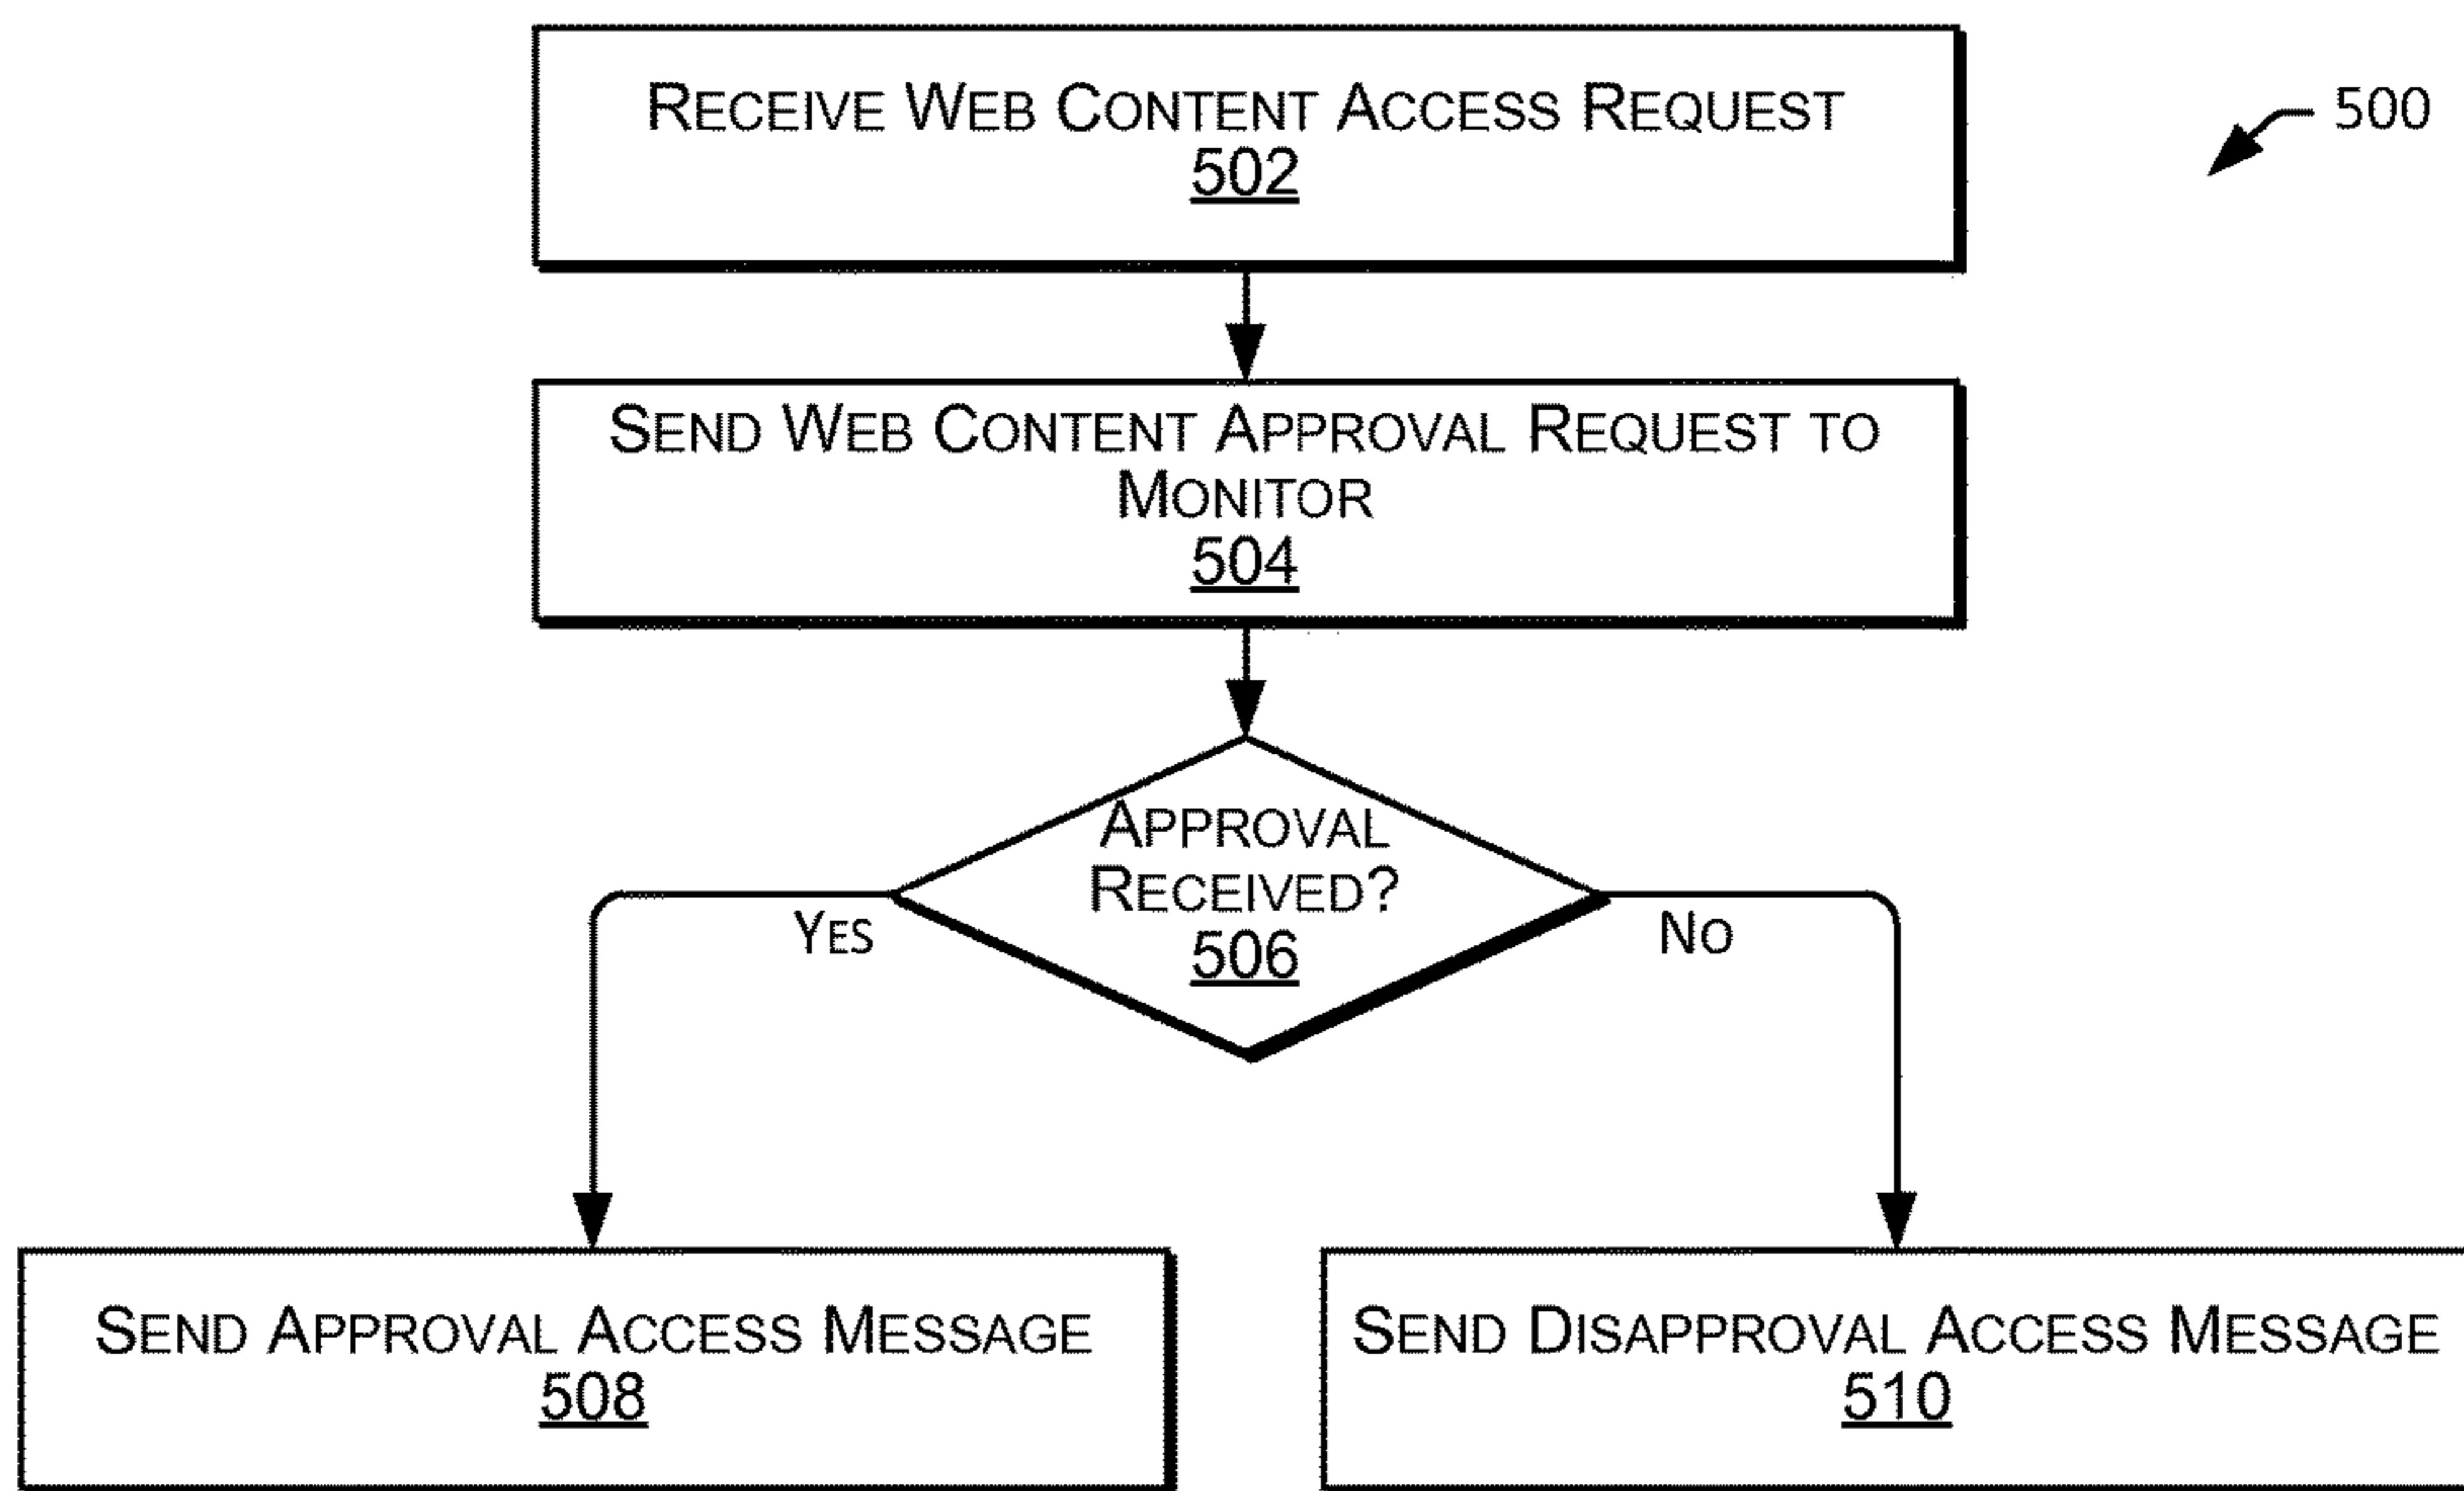 RECEIVE WEB CONTENT ACCESS REQUEST
502
500
SEND WEB CONTENT APPROVAL REQUEST TO
MONITOR
504
APPROVAL
RECEIVED?
506
YES
NO
SEND APPROVAL ACCESS MESSAGE
508
SEND DISAPPROVAL ACCESS MESSAGE
510